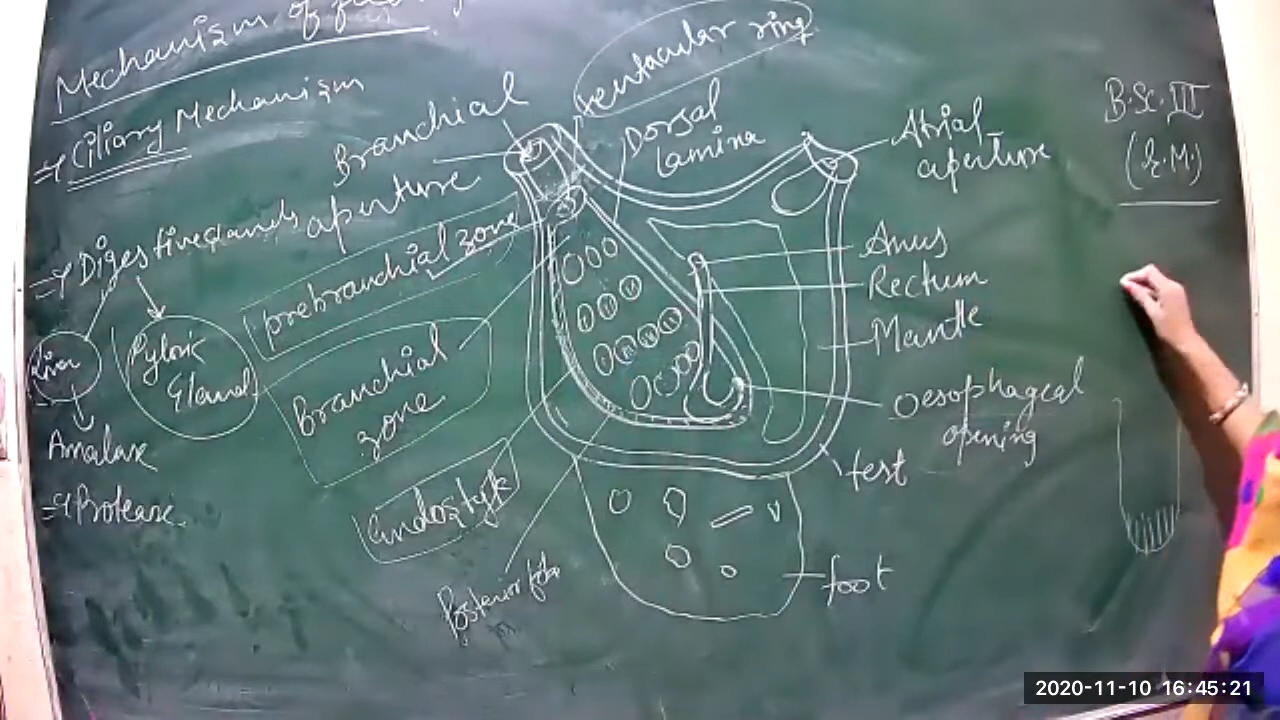 Mechanism of
→ Ciliary Mechanism
→ Digestive glands
Liver
Pyloric
Gland
Amalase
→ Protease.
Branchial
aperture
prebranchial zone
Branchial
zone
Endostyle
Posterior
tentacular ring
Dorsal
Lamina
Atrial
aperture
Anus
Rectum
Mantle
Oesophageal
opening
test
foot
B.Sc. III
2020-11-10 16:45:21